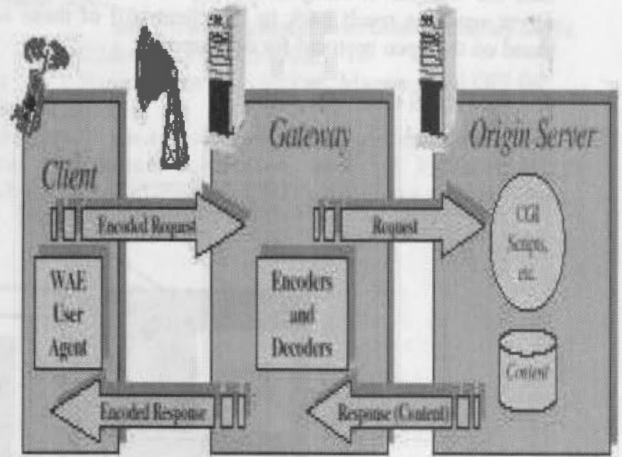 Client
Gateway
Origin Server
Encoded Request
Request
CGI
Scripts,
etc.
WAE
User
Agent
Encoders
and
Decoders
Content
Encoded Response
Response (Content)